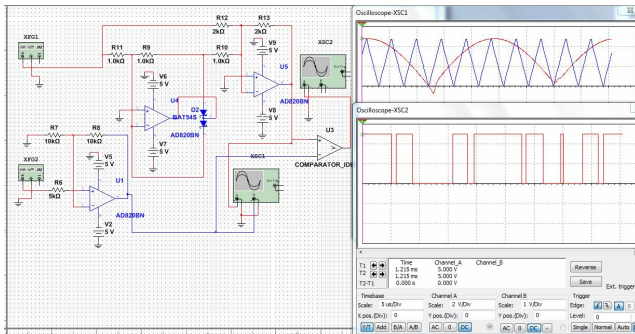 R12
2kΩ
R13
2kΩ
XFG1
R11
1.0kΩ
R9
1.0kΩ
R10
1.0kΩ
V9
5 V
XSC2
Ext Trig
V6
5 V
U5
U4
D2
BAT54S
AD820BN
V8
5 V
AD820BN
R7
10kΩ
R8
10kΩ
V7
5 V
U3
COMPARATOR_IDE
XSC1
Ext Trig
XFG2
V5
5 V
U1
R6
5kΩ
AD820BN
V2
5 V
Oscilloscope-XSC1
Oscilloscope-XSC2
Time Channel_A Channel_B
T1 1.215 ms 5.000 V
T2 1.215 ms 5.000 V
T2-T1 0.000 s 0.000 V
Reverse
Save
Ext. trigger
Timebase Channel A Channel B Trigger
Scale: 5 us/Div Scale: 2 V/Div Scale: 1 V/Div Edge: A B
X pos.(Div): 0 Y pos.(Div): 0 Y pos.(Div): 0 Level: 0
Y/T Add B/A A/B AC 0 DC AC 0 DC - Single Normal Auto